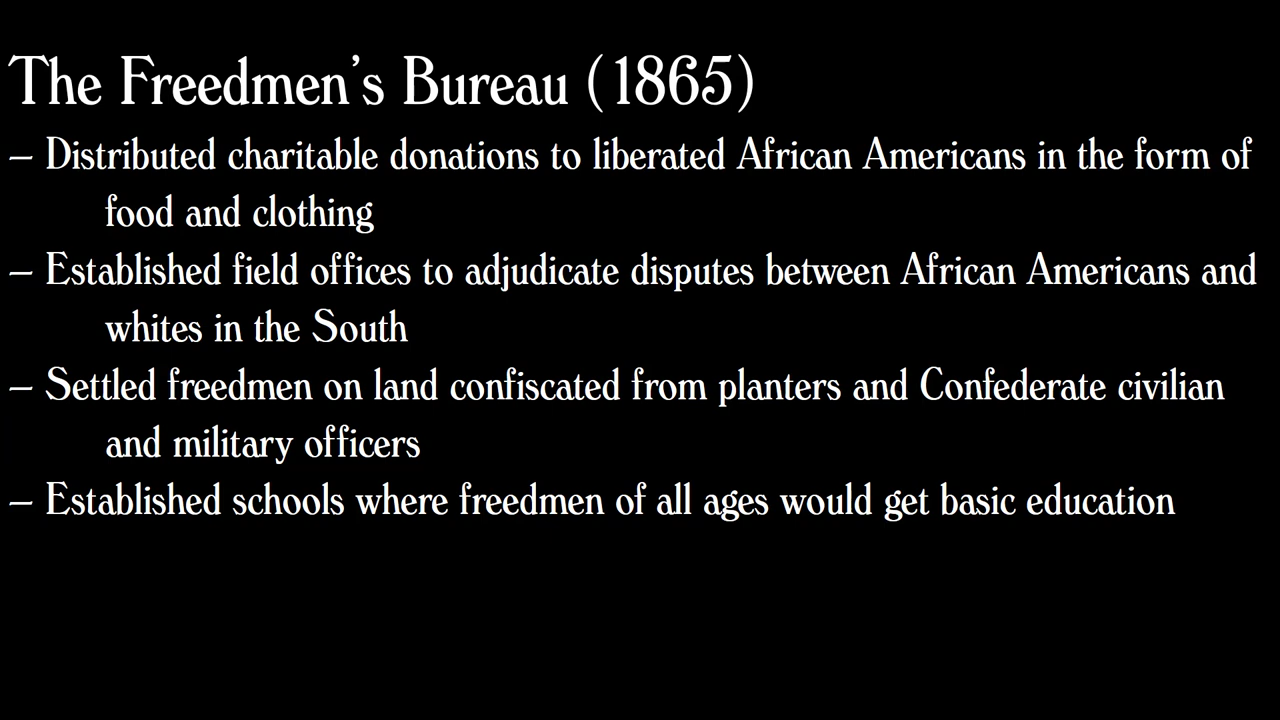 The Freedmen's Bureau (1865)
– Distributed charitable donations to liberated African Americans in the form of
food and clothing
– Established field offices to adjudicate disputes between African Americans and
whites in the South
– Settled freedmen on land confiscated from planters and Confederate civilian
and military officers
– Established schools where freedmen of all ages would get basic education